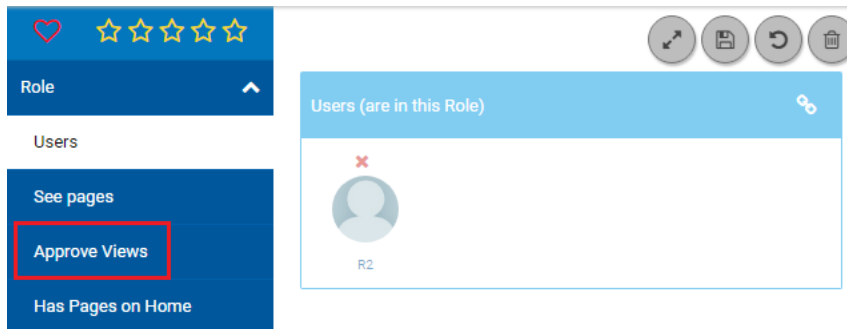 Role
Users
See pages
Approve Views
Has Pages on Home
Users (are in this Role)
R2